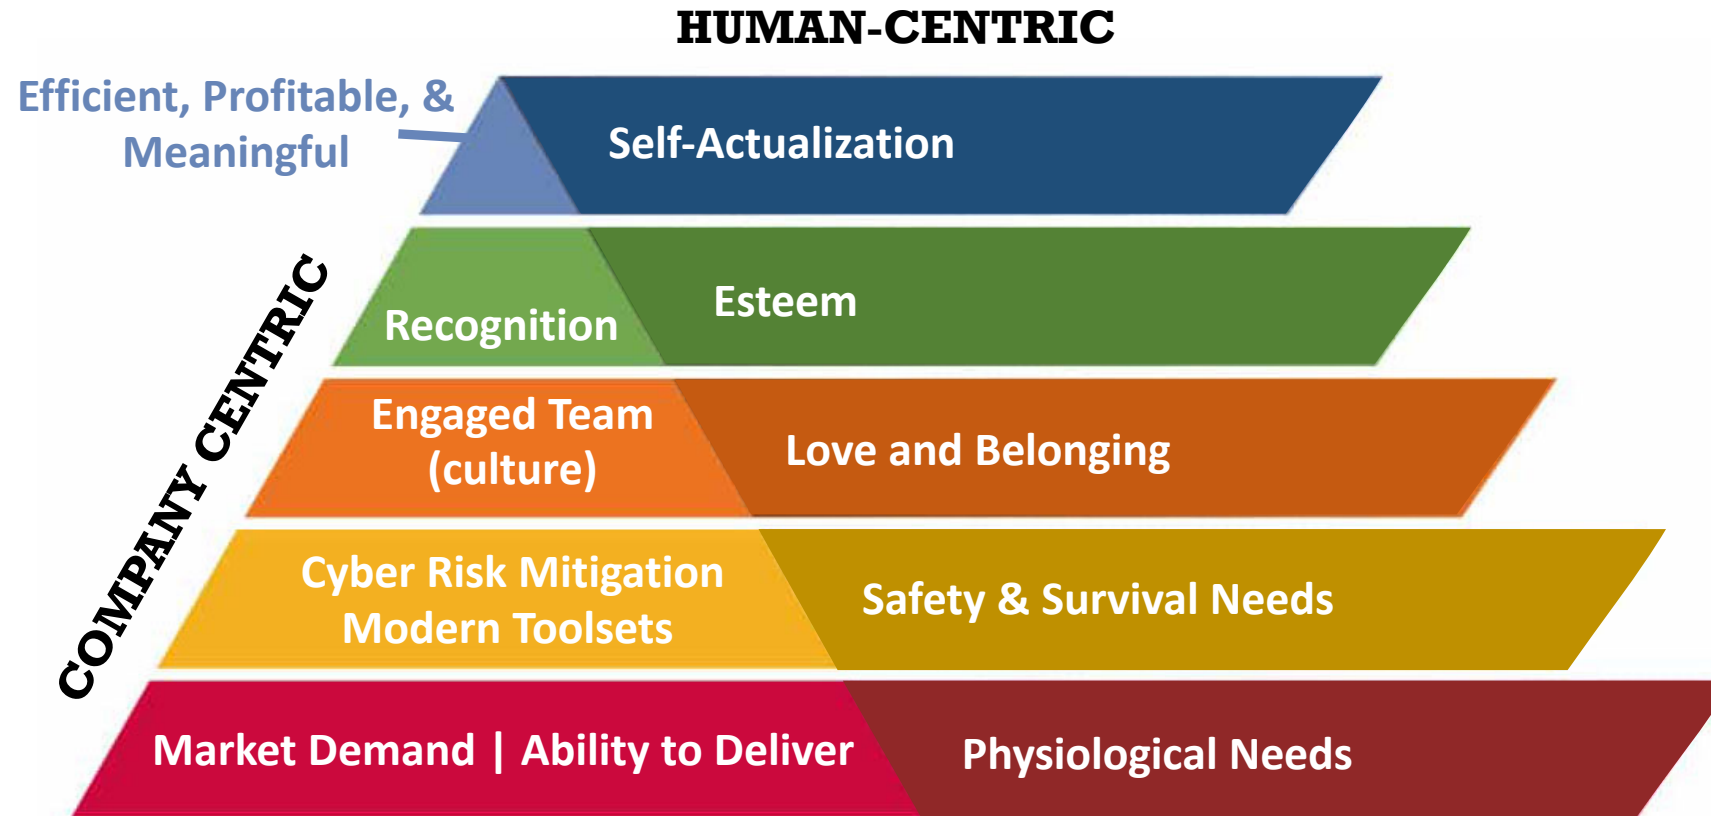 HUMAN-CENTRIC
Efficient, Profitable, &
Meaningful
Self-Actualization
COMPANY CENTRIC
Recognition
Esteem
Engaged Team
(culture)
Love and Belonging
Cyber Risk Mitigation
Modern Toolsets
Safety & Survival Needs
Market Demand | Ability to Deliver
Physiological Needs